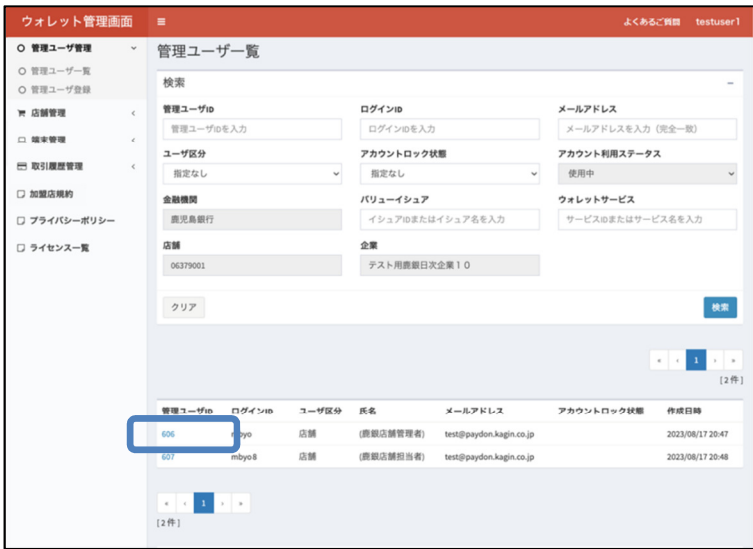 ウォレット管理画面
よくあるご質問 testuser1
管理ユーザ管理
管理ユーザ一覧
管理ユーザ登録
店舗管理
端末管理
取引履歴管理
加盟店規約
プライバシーポリシー
ライセンス一覧
管理ユーザ一覧
検索
管理ユーザID ログインID メールアドレス
管理ユーザIDを入力 ログインIDを入力 メールアドレスを入力（完全一致）
ユーザ区分 アカウントロック状態 アカウント利用ステータス
指定なし 指定なし 使用中
金融機関 バリューイシュア ウォレットサービス
鹿児島銀行 イシュアIDまたはイシュア名を入力 サービスIDまたはサービス名を入力
店舗 企業
06379001 テスト用鹿銀日次企業１０
クリア 検索
« ‹ 1 › »
[2件]
管理ユーザID ログインID ユーザ区分 氏名 メールアドレス アカウントロック状態 作成日時
606 mbyo 店舗 (鹿銀店舗管理者) test@paydon.kagin.co.jp 2023/08/17 20:47
607 mbyo8 店舗 (鹿銀店舗担当者) test@paydon.kagin.co.jp 2023/08/17 20:48
« ‹ 1 › »
[2件]